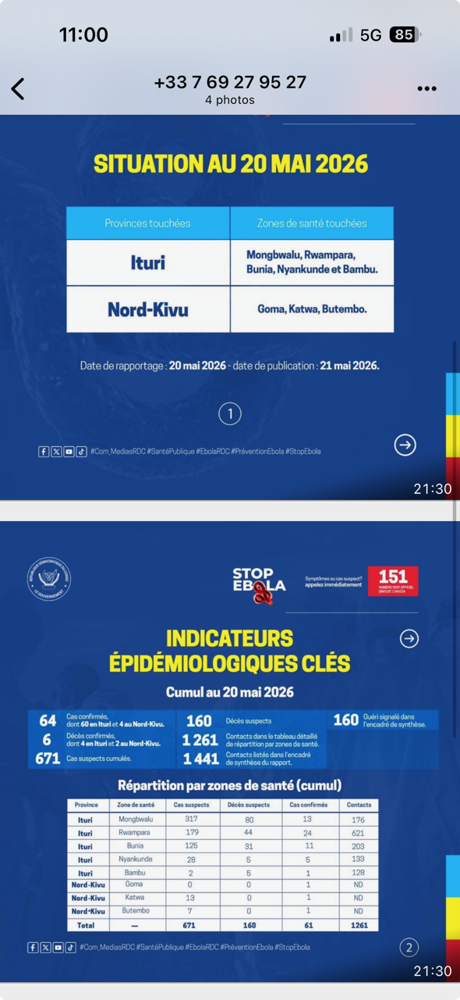 11:00
5G 85
+33 7 69 27 95 27
4 photos
SITUATION AU 20 MAI 2026
Provinces touchées Zones de santé touchées
Ituri Mongbwalu, Rwampara,
Bunia, Nyankunde et Bambu.
Nord-Kivu Goma, Katwa, Butembo.
Date de rapportage : 20 mai 2026 - date de publication : 21 mai 2026.
1
#Com_MediasRDC #SantéPublique #EbolaRDC #PréventionEbola #StopEbola
21:30
RÉPUBLIQUE DÉMOCRATIQUE DU CONGO
LE GOUVERNEMENT
STOP
EBOLA
Symptômes ou cas suspect?
appelez immédiatement
151
NUMÉRO VERT OFFICIEL
GRATUIT / 24H/24
INDICATEURS
ÉPIDÉMIOLOGIQUES CLÉS
Cumul au 20 mai 2026
64 Cas confirmés,
dont 60 en Ituri et 4 au Nord-Kivu.
6 Décès confirmés,
dont 4 en Ituri et 2 au Nord-Kivu.
671 Cas suspects cumulés.
160 Décès suspects
1 261 Contacts dans le tableau détaillé
de répartition par zones de santé.
1 441 Contacts listés dans l'encadré
de synthèse du rapport.
160 Guéri signalé dans
l'encadré de synthèse.
Répartition par zones de santé (cumul)
Province Zone de santé Cas suspects Décès suspects Cas confirmés Contacts
Ituri Mongbwalu 317 80 13 176
Ituri Rwampara 179 44 24 621
Ituri Bunia 125 31 11 203
Ituri Nyankunde 28 5 5 133
Ituri Bambu 2 5 1 128
Nord-Kivu Goma 0 0 1 ND
Nord-Kivu Katwa 13 0 1 ND
Nord-Kivu Butembo 7 0 1 ND
Total — 671 160 61 1261
#Com_MediasRDC #SantéPublique #EbolaRDC #PréventionEbola #StopEbola
2
21:30